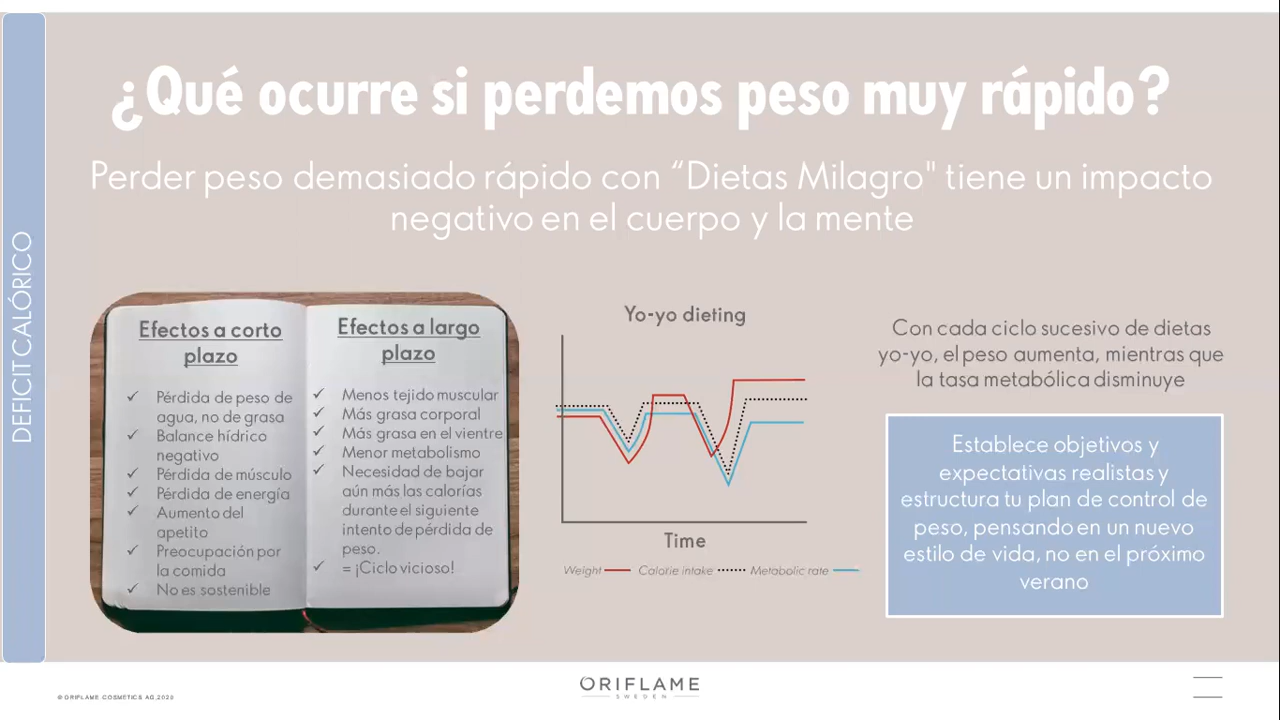 DEFICIT CALÓRICO
¿Qué ocurre si perdemos peso muy rápido?
Perder peso demasiado rápido con “Dietas Milagro" tiene un impacto
negativo en el cuerpo y la mente
Efectos a corto
plazo
✓ Pérdida de peso de
agua, no de grasa
✓ Balance hídrico
negativo
✓ Pérdida de músculo
✓ Pérdida de energía
✓ Aumento del
apetito
✓ Preocupación por
la comida
✓ No es sostenible
Efectos a largo
plazo
✓ Menos tejido muscular
✓ Más grasa corporal
✓ Más grasa en el vientre
✓ Menor metabolismo
✓ Necesidad de bajar
aún más las calorías
durante el siguiente
intento de pérdida de
peso.
✓ = ¡Ciclo vicioso!
Yo-yo dieting
Time
Weight Calorie intake Metabolic rate
Con cada ciclo sucesivo de dietas
yo-yo, el peso aumenta, mientras que
la tasa metabólica disminuye
Establece objetivos y
expectativas realistas y
estructura tu plan de control de
peso, pensando en un nuevo
estilo de vida, no en el próximo
verano
© ORIFLAME COSMETICS AG, 2020
ORIFLAME
SWEDEN